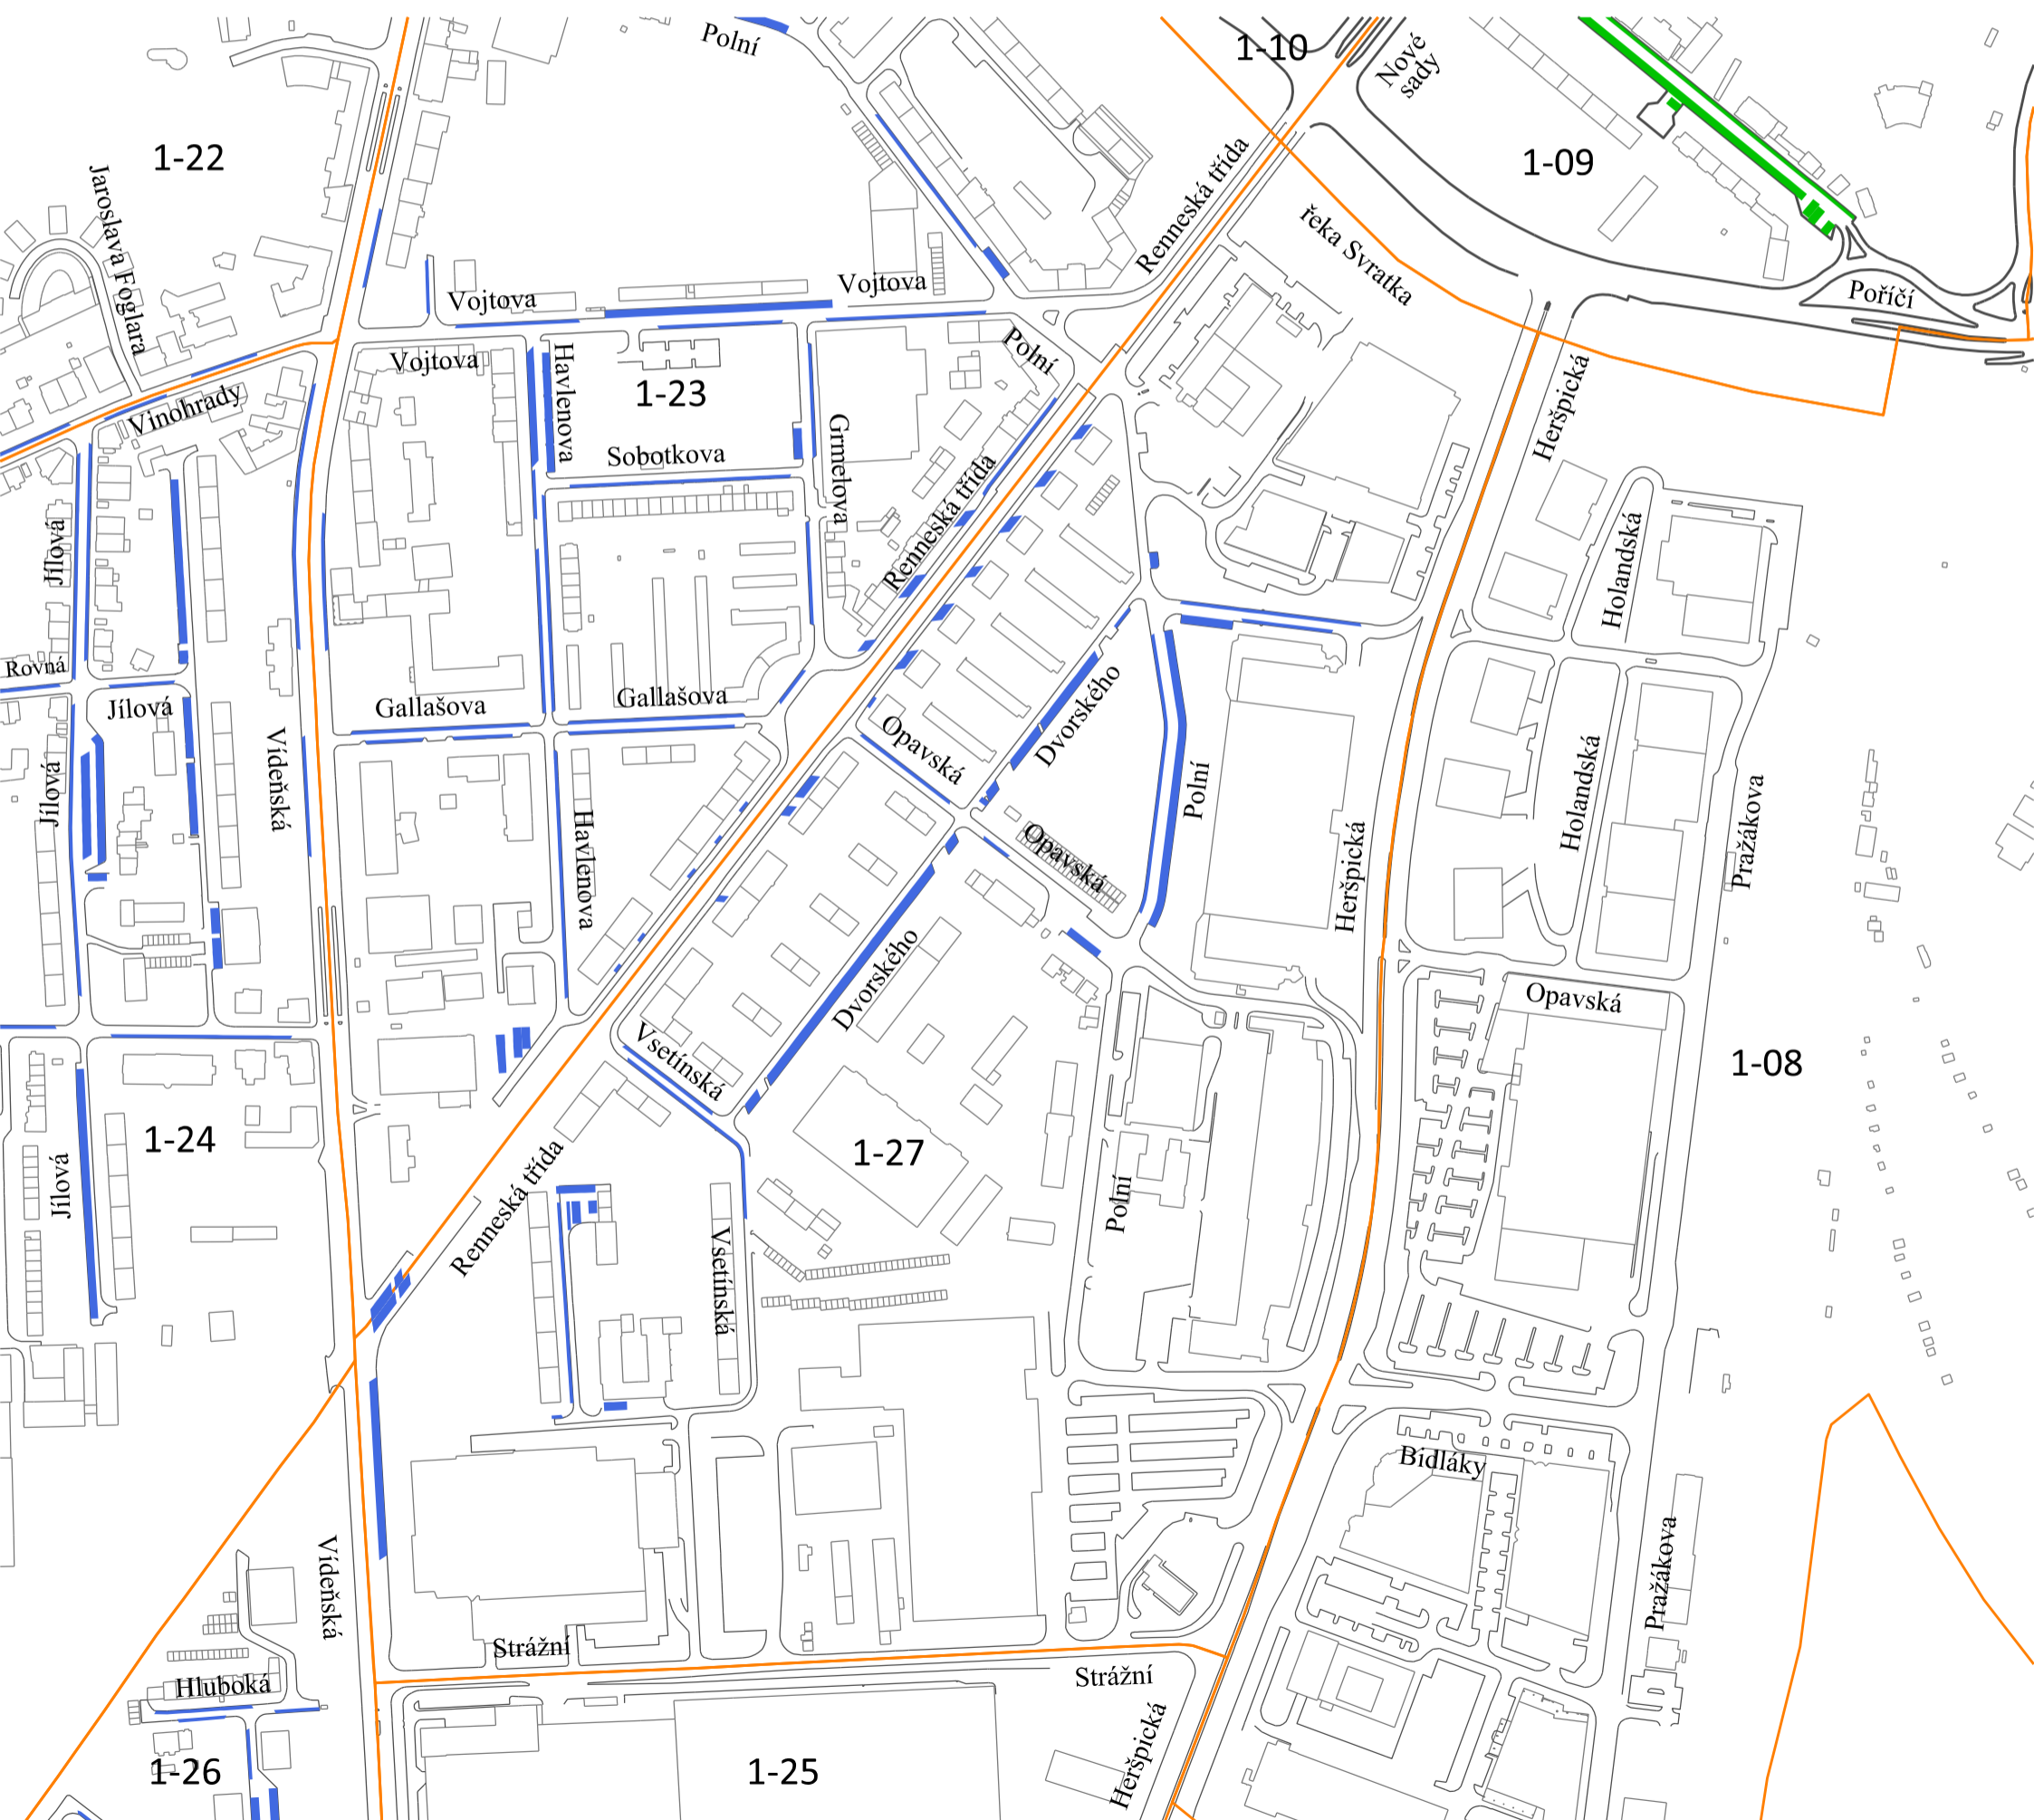 Polní
1-10
Nové
sady
1-22
1-09
Jaroslava Foglara
Renneská třída
řeka Svratka
Vojtova
Vojtova
Poříčí
Vojtova
Havlenova
Polní
Vinohrady
1-23
Heršpická
Grmelova
Sobotkova
Renneská třída
Jílová
Holandská
Rovná
Jílová
Gallašova
Gallašova
Dvorského
Opavská
Vídeňská
Jílová
Polní
Holandská
Pražákova
Havlenova
Opavská
Heršpická
Dvorského
Opavská
Vsetínská
1-08
1-24
1-27
Jílová
Renneská třída
Polní
Vsetínská
Bidláky
Vídeňská
Pražákova
Strážní
Strážní
Hluboká
Heršpická
1-26
1-25